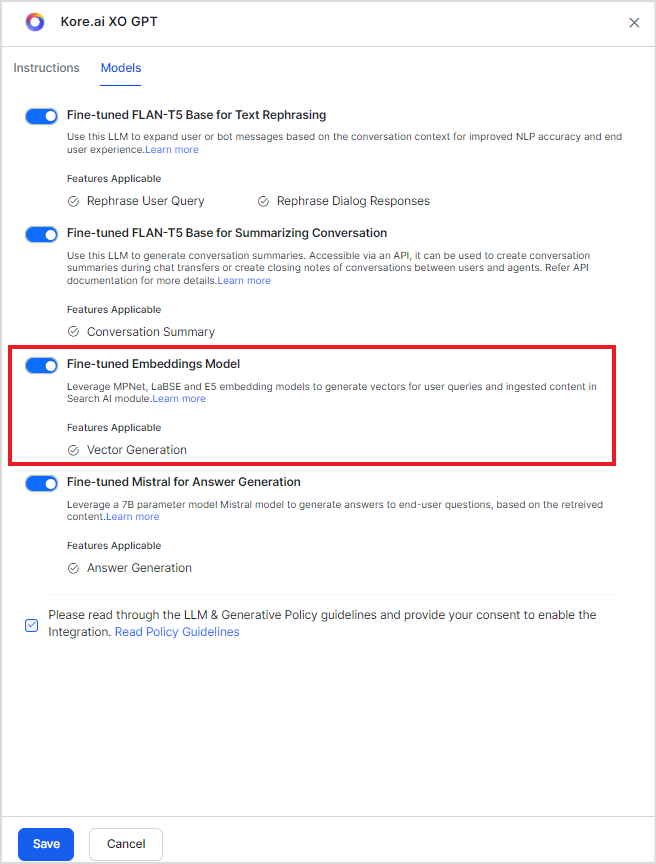 Kore.ai XO GPT
Instructions
Models
Fine-tuned FLAN-T5 Base for Text Rephrasing
Use this LLM to expand user or bot messages based on the conversation context for improved NLP accuracy and end
user experience.Learn more
Features Applicable
Rephrase User Query
Rephrase Dialog Responses
Fine-tuned FLAN-T5 Base for Summarizing Conversation
Use this LLM to generate conversation summaries. Accessible via an API, it can be used to create conversation
summaries during chat transfers or create closing notes of conversations between users and agents. Refer API
documentation for more details.Learn more
Features Applicable
Conversation Summary
Fine-tuned Embeddings Model
Leverage MPNet, LaBSE and E5 embedding models to generate vectors for user queries and ingested content in
Search AI module.Learn more
Features Applicable
Vector Generation
Fine-tuned Mistral for Answer Generation
Leverage a 7B parameter model Mistral model to generate answers to end-user questions, based on the retreived
content.Learn more
Features Applicable
Answer Generation
Please read through the LLM & Generative Policy guidelines and provide your consent to enable the
Integration. Read Policy Guidelines
Save
Cancel